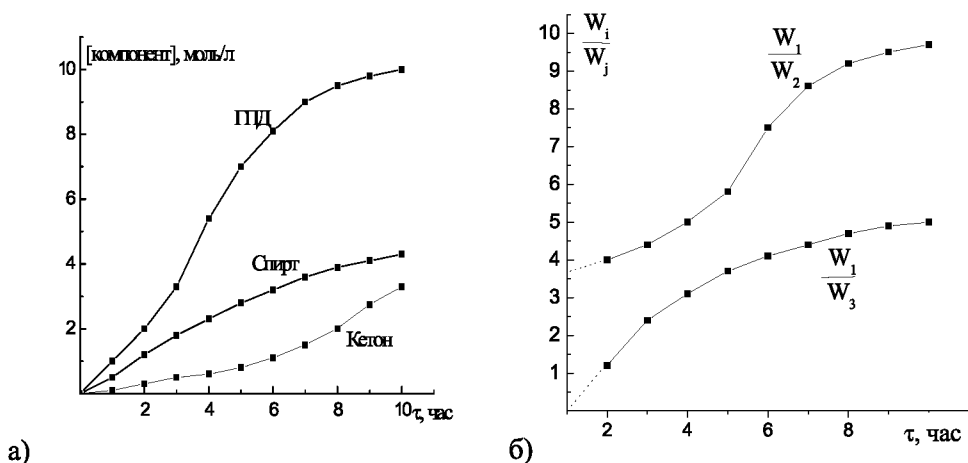 [компонент], моль/л
10
8
6
4
2
ГПД
Спирт
Кетон
2 4 6 8 10 τ, час
а)
W_i
W_j
10
9
8
7
6
5
4
3
2
1
W_1
W_2
W_1
W_3
2 4 6 8
τ, час
б)